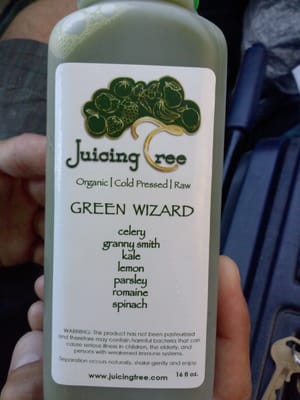 Juicing Tree
Organic | Cold Pressed | Raw
GREEN WIZARD
celery
granny smith
kale
lemon
parsley
romaine
spinach
WARNING: This product has not been pasteurized
and therefore may contain harmful bacteria that can
cause serious illness in children, the elderly, and
persons with weakened immune systems.
Separation occurs naturally, shake gently and enjoy.
www.juicingtree.com 16 fl oz.